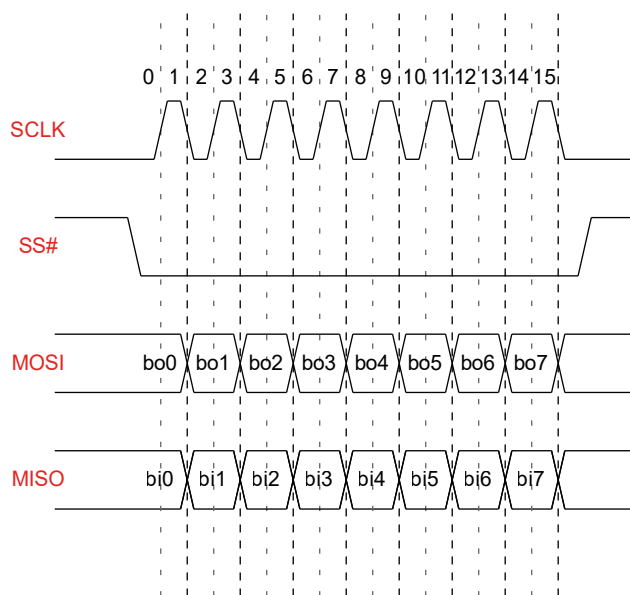 0 1 2 3 4 5 6 7 8 9 10 11 12 13 14 15
SCLK
SS#
MOSI bo0 bo1 bo2 bo3 bo4 bo5 bo6 bo7
MISO bi0 bi1 bi2 bi3 bi4 bi5 bi6 bi7